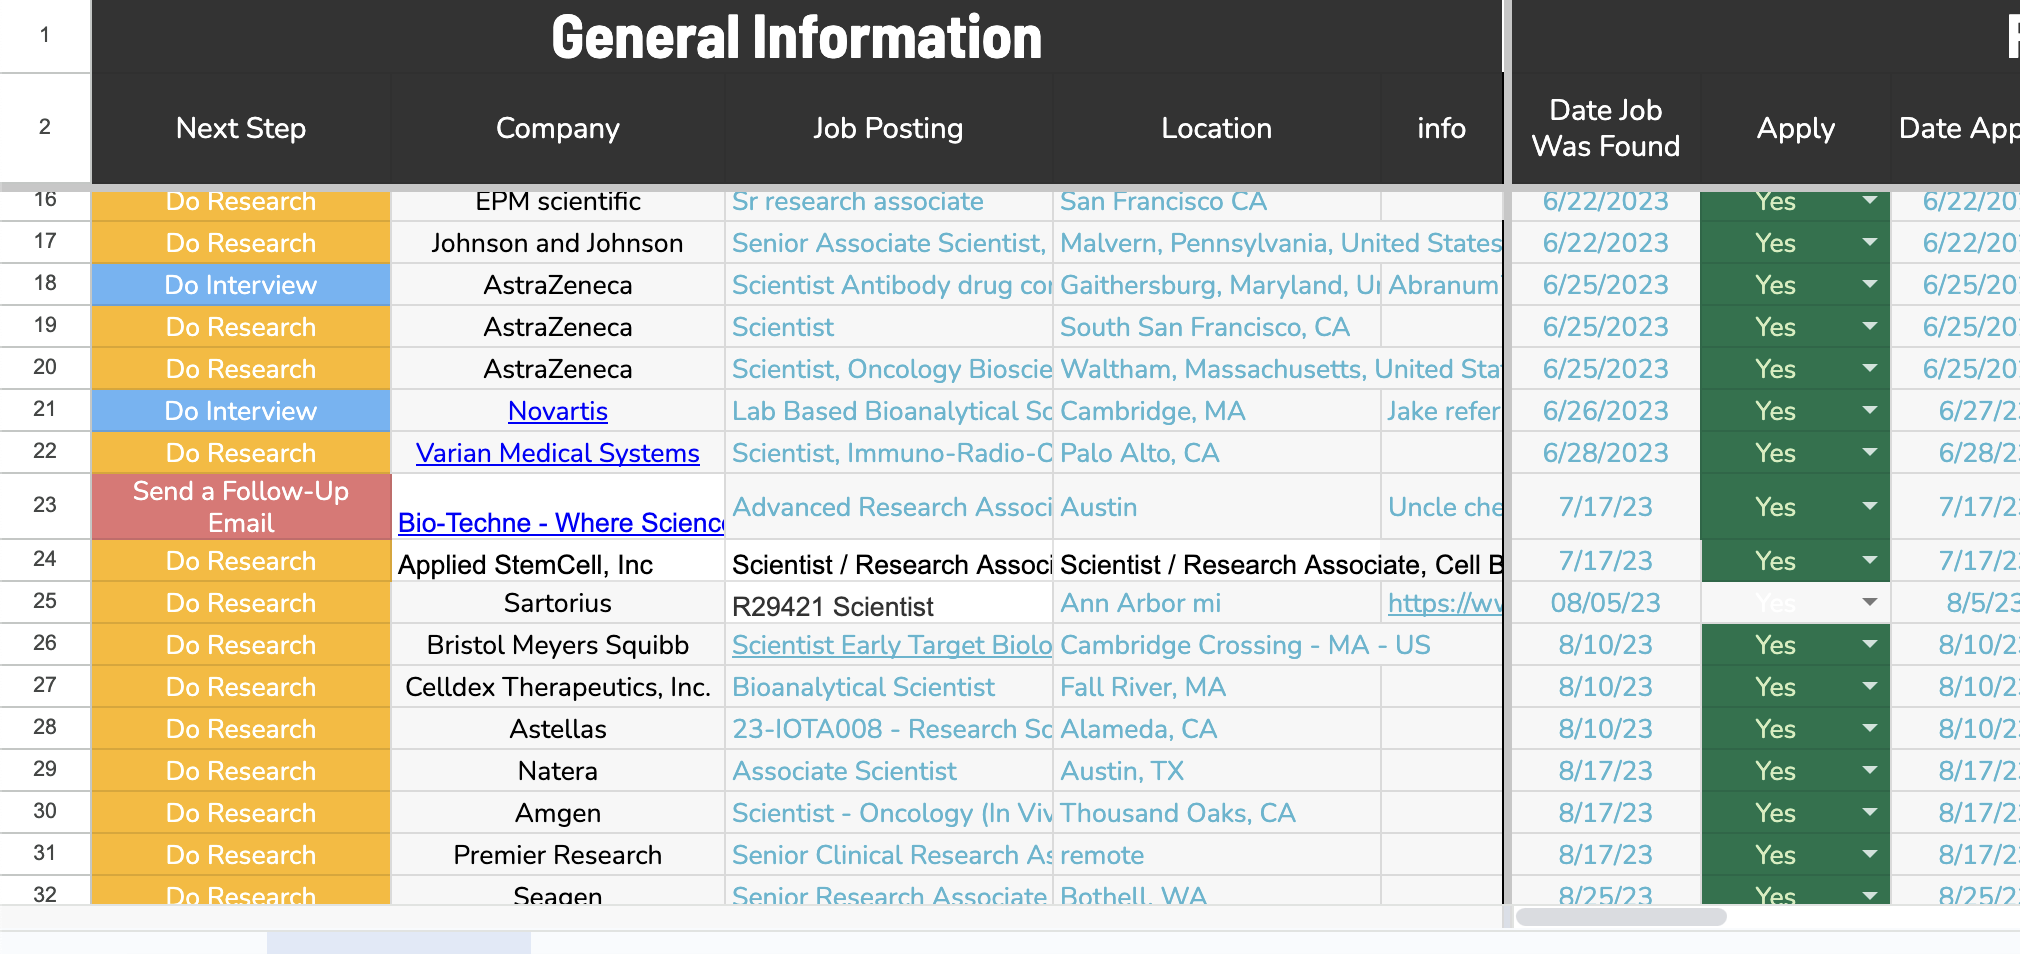 1 General Information
2 Next Step Company Job Posting Location info Date Job Was Found Apply Date App
16 Do Research EPM scientific Sr research associate San Francisco CA 6/22/2023 Yes 6/22/20
17 Do Research Johnson and Johnson Senior Associate Scientist, Malvern, Pennsylvania, United States 6/22/2023 Yes 6/22/20
18 Do Interview AstraZeneca Scientist Antibody drug Gaithersburg, Maryland, Abranum 6/25/2023 Yes 6/25/20
19 Do Research AstraZeneca Scientist South San Francisco, CA 6/25/2023 Yes 6/25/20
20 Do Research AstraZeneca Scientist, Oncology Bioscie Waltham, Massachusetts, United Sta 6/25/2023 Yes 6/25/20
21 Do Interview Novartis Lab Based Bioanalytical Sc Cambridge, MA Jake refer 6/26/2023 Yes 6/27/2
22 Do Research Varian Medical Systems Scientist, Immuno-Radio-O Palo Alto, CA 6/28/2023 Yes 6/28/2
23 Send a Follow-Up Email Bio-Techne - Where Science Advanced Research Associ Austin Uncle che 7/17/23 Yes 7/17/2
24 Do Research Applied StemCell, Inc Scientist / Research Associ Scientist / Research Associate, Cell B 7/17/23 Yes 7/17/2
25 Do Research Sartorius R29421 Scientist Ann Arbor mi https://w 08/05/23 Yes 8/5/23
26 Do Research Bristol Meyers Squibb Scientist Early Target Biolo Cambridge Crossing - MA - US 8/10/23 Yes 8/10/2
27 Do Research Celldex Therapeutics, Inc. Bioanalytical Scientist Fall River, MA 8/10/23 Yes 8/10/2
28 Do Research Astellas 23-IOTA008 - Research Sc Alameda, CA 8/10/23 Yes 8/10/2
29 Do Research Natera Associate Scientist Austin, TX 8/17/23 Yes 8/17/2
30 Do Research Amgen Scientist - Oncology (In Viv Thousand Oaks, CA 8/17/23 Yes 8/17/2
31 Do Research Premier Research Senior Clinical Research As remote 8/17/23 Yes 8/17/2
32 Do Research Seagen Senior Research Associate Bothell, WA 8/25/23 Yes 8/25/2